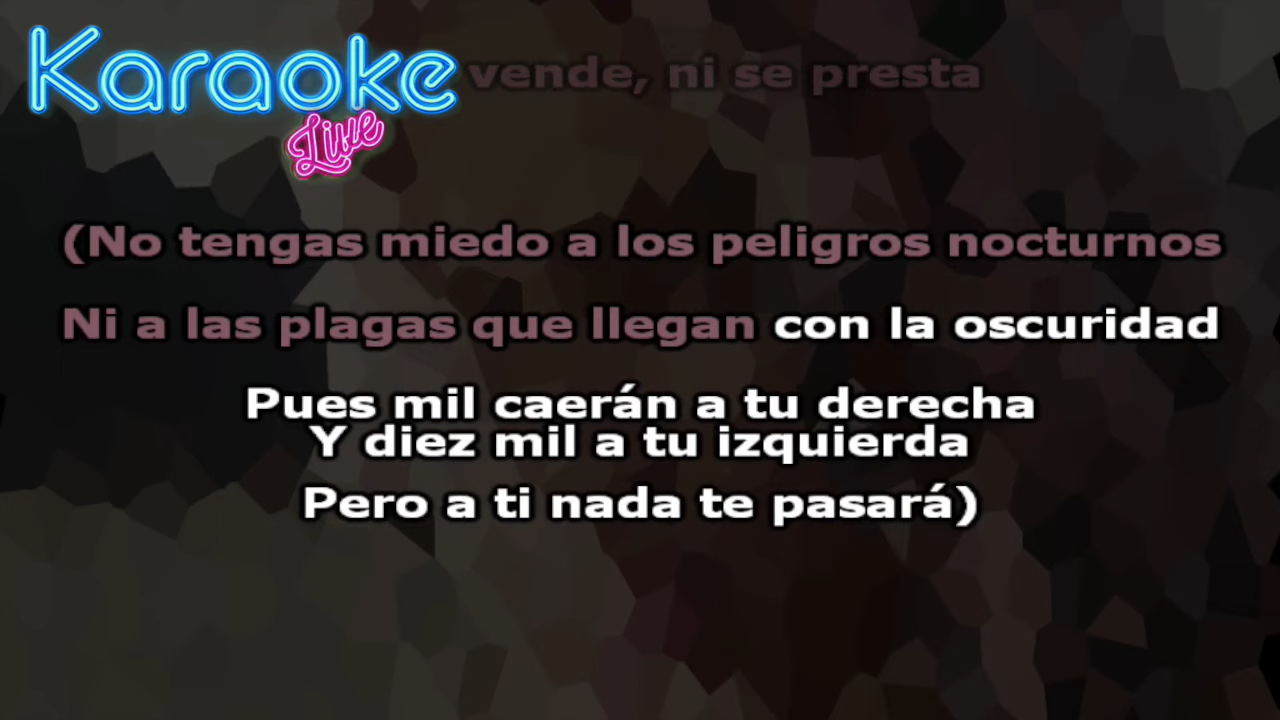 Karaoke
Live
vende, ni se presta
(No tengas miedo a los peligros nocturnos
Ni a las plagas que llegan con la oscuridad
Pues mil caerán a tu derecha
Y diez mil a tu izquierda
Pero a ti nada te pasará)